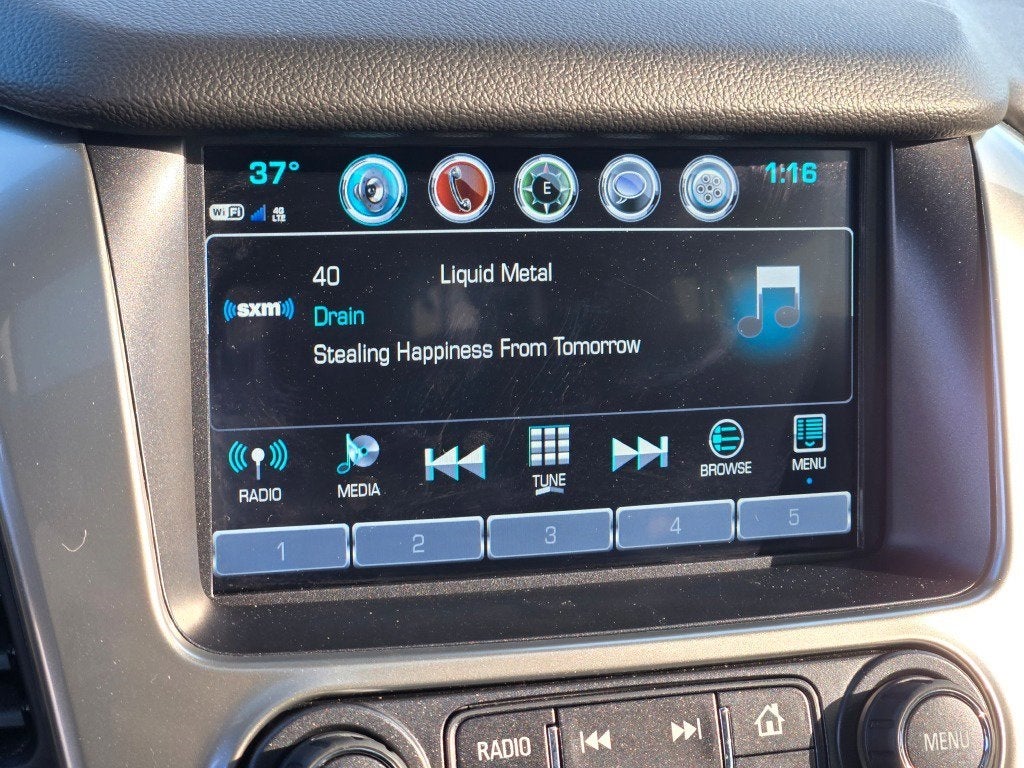 37° 1:16
WiFi 4G LTE
E
40 Liquid Metal
((sxm))
Drain
Stealing Happiness From Tomorrow
RADIO MEDIA TUNE BROWSE MENU
1 2 3 4 5
RADIO MENU